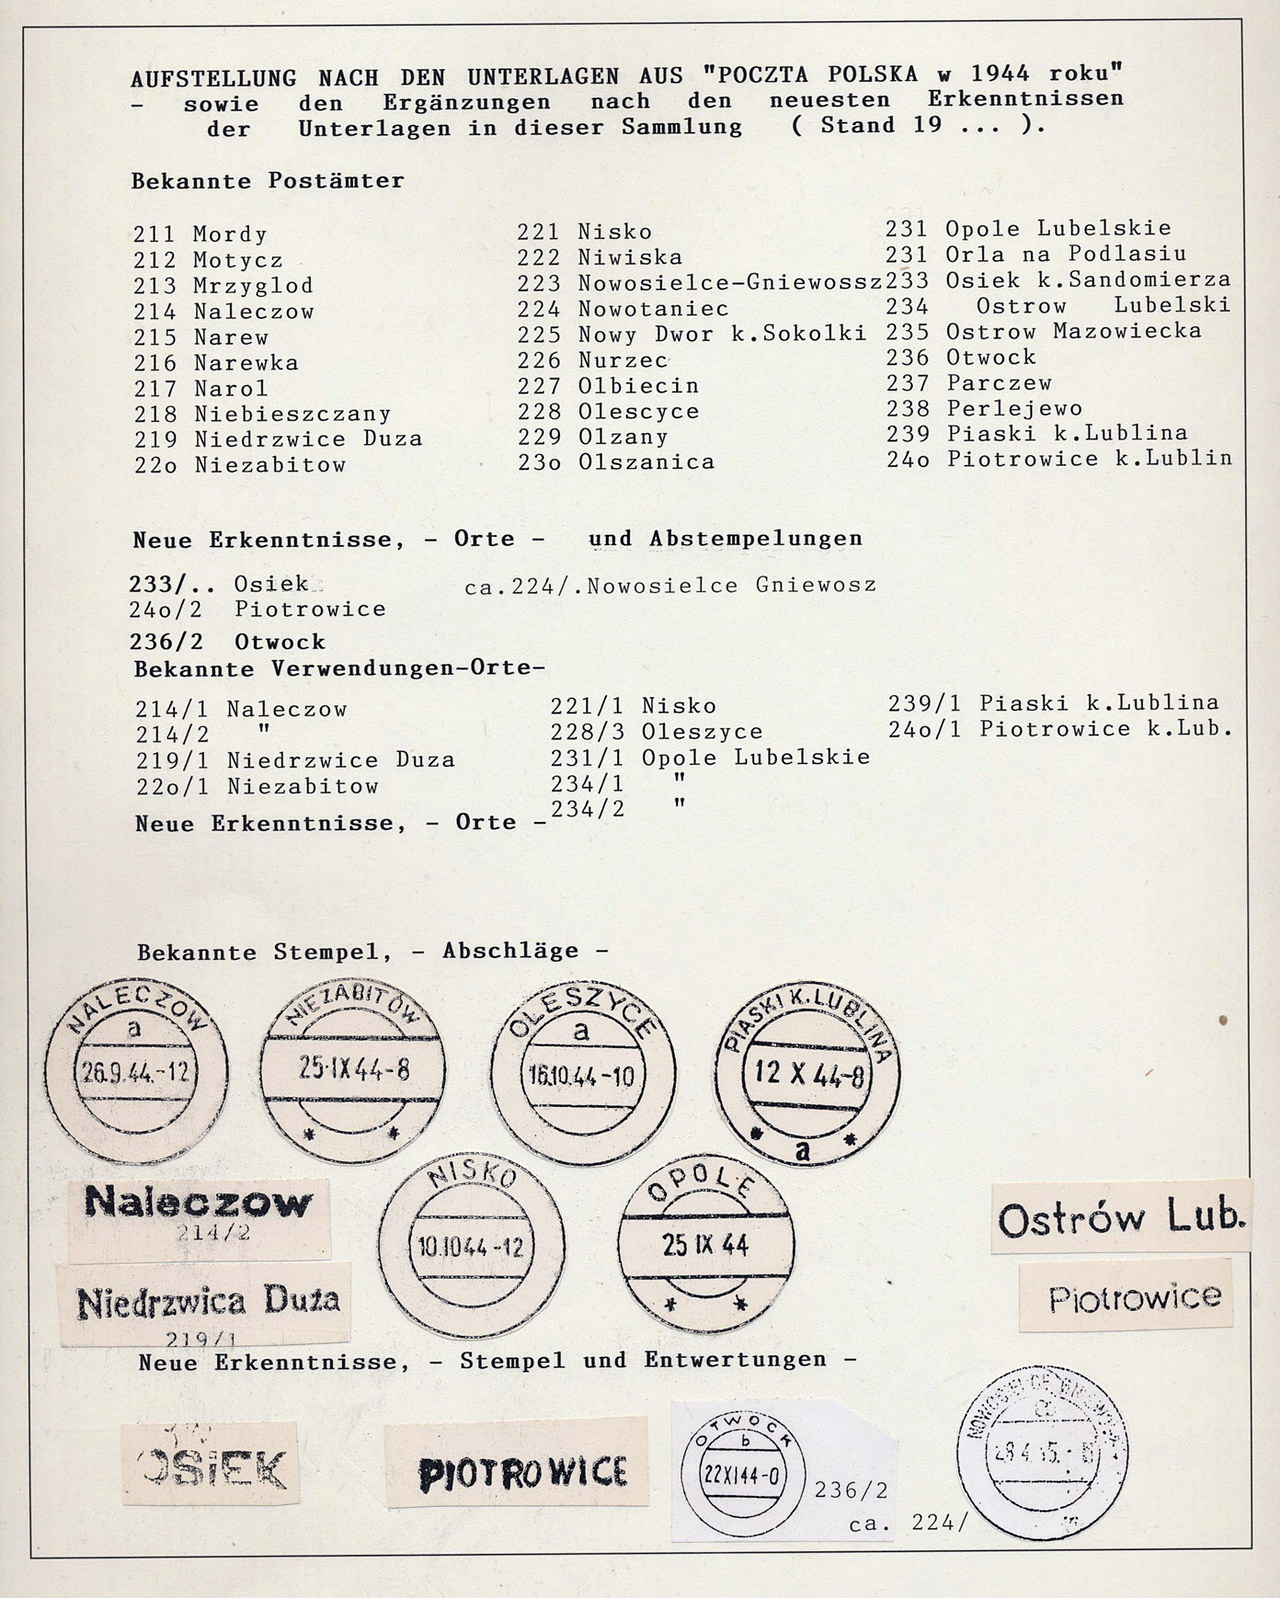 AUFSTELLUNG NACH DEN UNTERLAGEN AUS "POCZTA POLSKA w 1944 roku"
- sowie den Ergänzungen nach den neuesten Erkenntnissen
der Unterlagen in dieser Sammlung ( Stand 19 ... ).
Bekannte Postämter
211 Mordy
212 Motycz
213 Mrzyglod
214 Naleczow
215 Narew
216 Narewka
217 Narol
218 Niebieszczany
219 Niedrzwice Duza
22o Niezabitow
221 Nisko
222 Niwiska
223 Nowosielce-Gniewossz
224 Nowotaniec
225 Nowy Dwor k.Sokolki
226 Nurzec
227 Olbiecin
228 Olescyce
229 Olzany
23o Olszanica
231 Opole Lubelskie
231 Orla na Podlasiu
233 Osiek k.Sandomierza
234 Ostrow Lubelski
235 Ostrow Mazowiecka
236 Otwock
237 Parczew
238 Perlejewo
239 Piaski k.Lublina
24o Piotrowice k.Lublin
Neue Erkenntnisse, - Orte - und Abstempelungen
233/.. Osiek
24o/2 Piotrowice
236/2 Otwock
ca.224/.Nowosielce Gniewosz
Bekannte Verwendungen-Orte-
214/1 Naleczow
214/2 "
219/1 Niedrzwice Duza
22o/1 Niezabitow
221/1 Nisko
228/3 Oleszyce
231/1 Opole Lubelskie
234/1 "
234/2 "
239/1 Piaski k.Lublina
24o/1 Piotrowice k.Lub.
Neue Erkenntnisse, - Orte -
Bekannte Stempel, - Abschläge -
NALECZOW
a
26.9.44.-12
NIEZABITÓW
25·IX 44-8
* *
OLESZYCE
a
16.10.44-10
PIASKI K. LUBLINA
12 X 44-8
* a *
Naleczow
214/2
Niedrzwica Duża
219/1
NISKO
10.10 44-12
OPOLE
25 IX 44
* *
Ostrów Lub.
Piotrowice
Neue Erkenntnisse, - Stempel und Entwertungen -
OSIEK
PIOTROWICE
OTWOCK
b
22XI44-0
236/2
ca. 224/